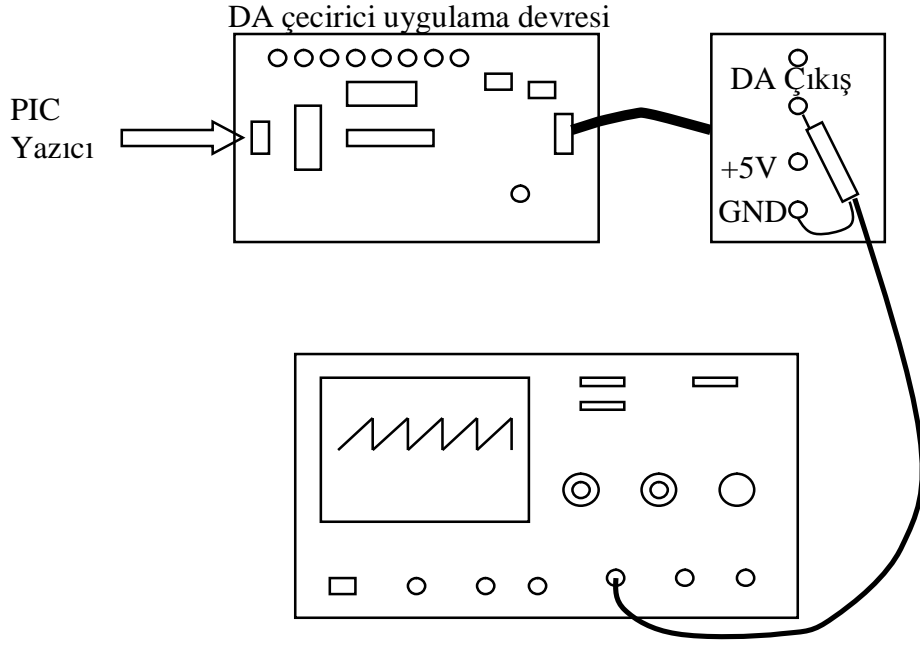 DA çecirici uygulama devresi
PIC
Yazıcı
DA Çıkış
+5V
GND